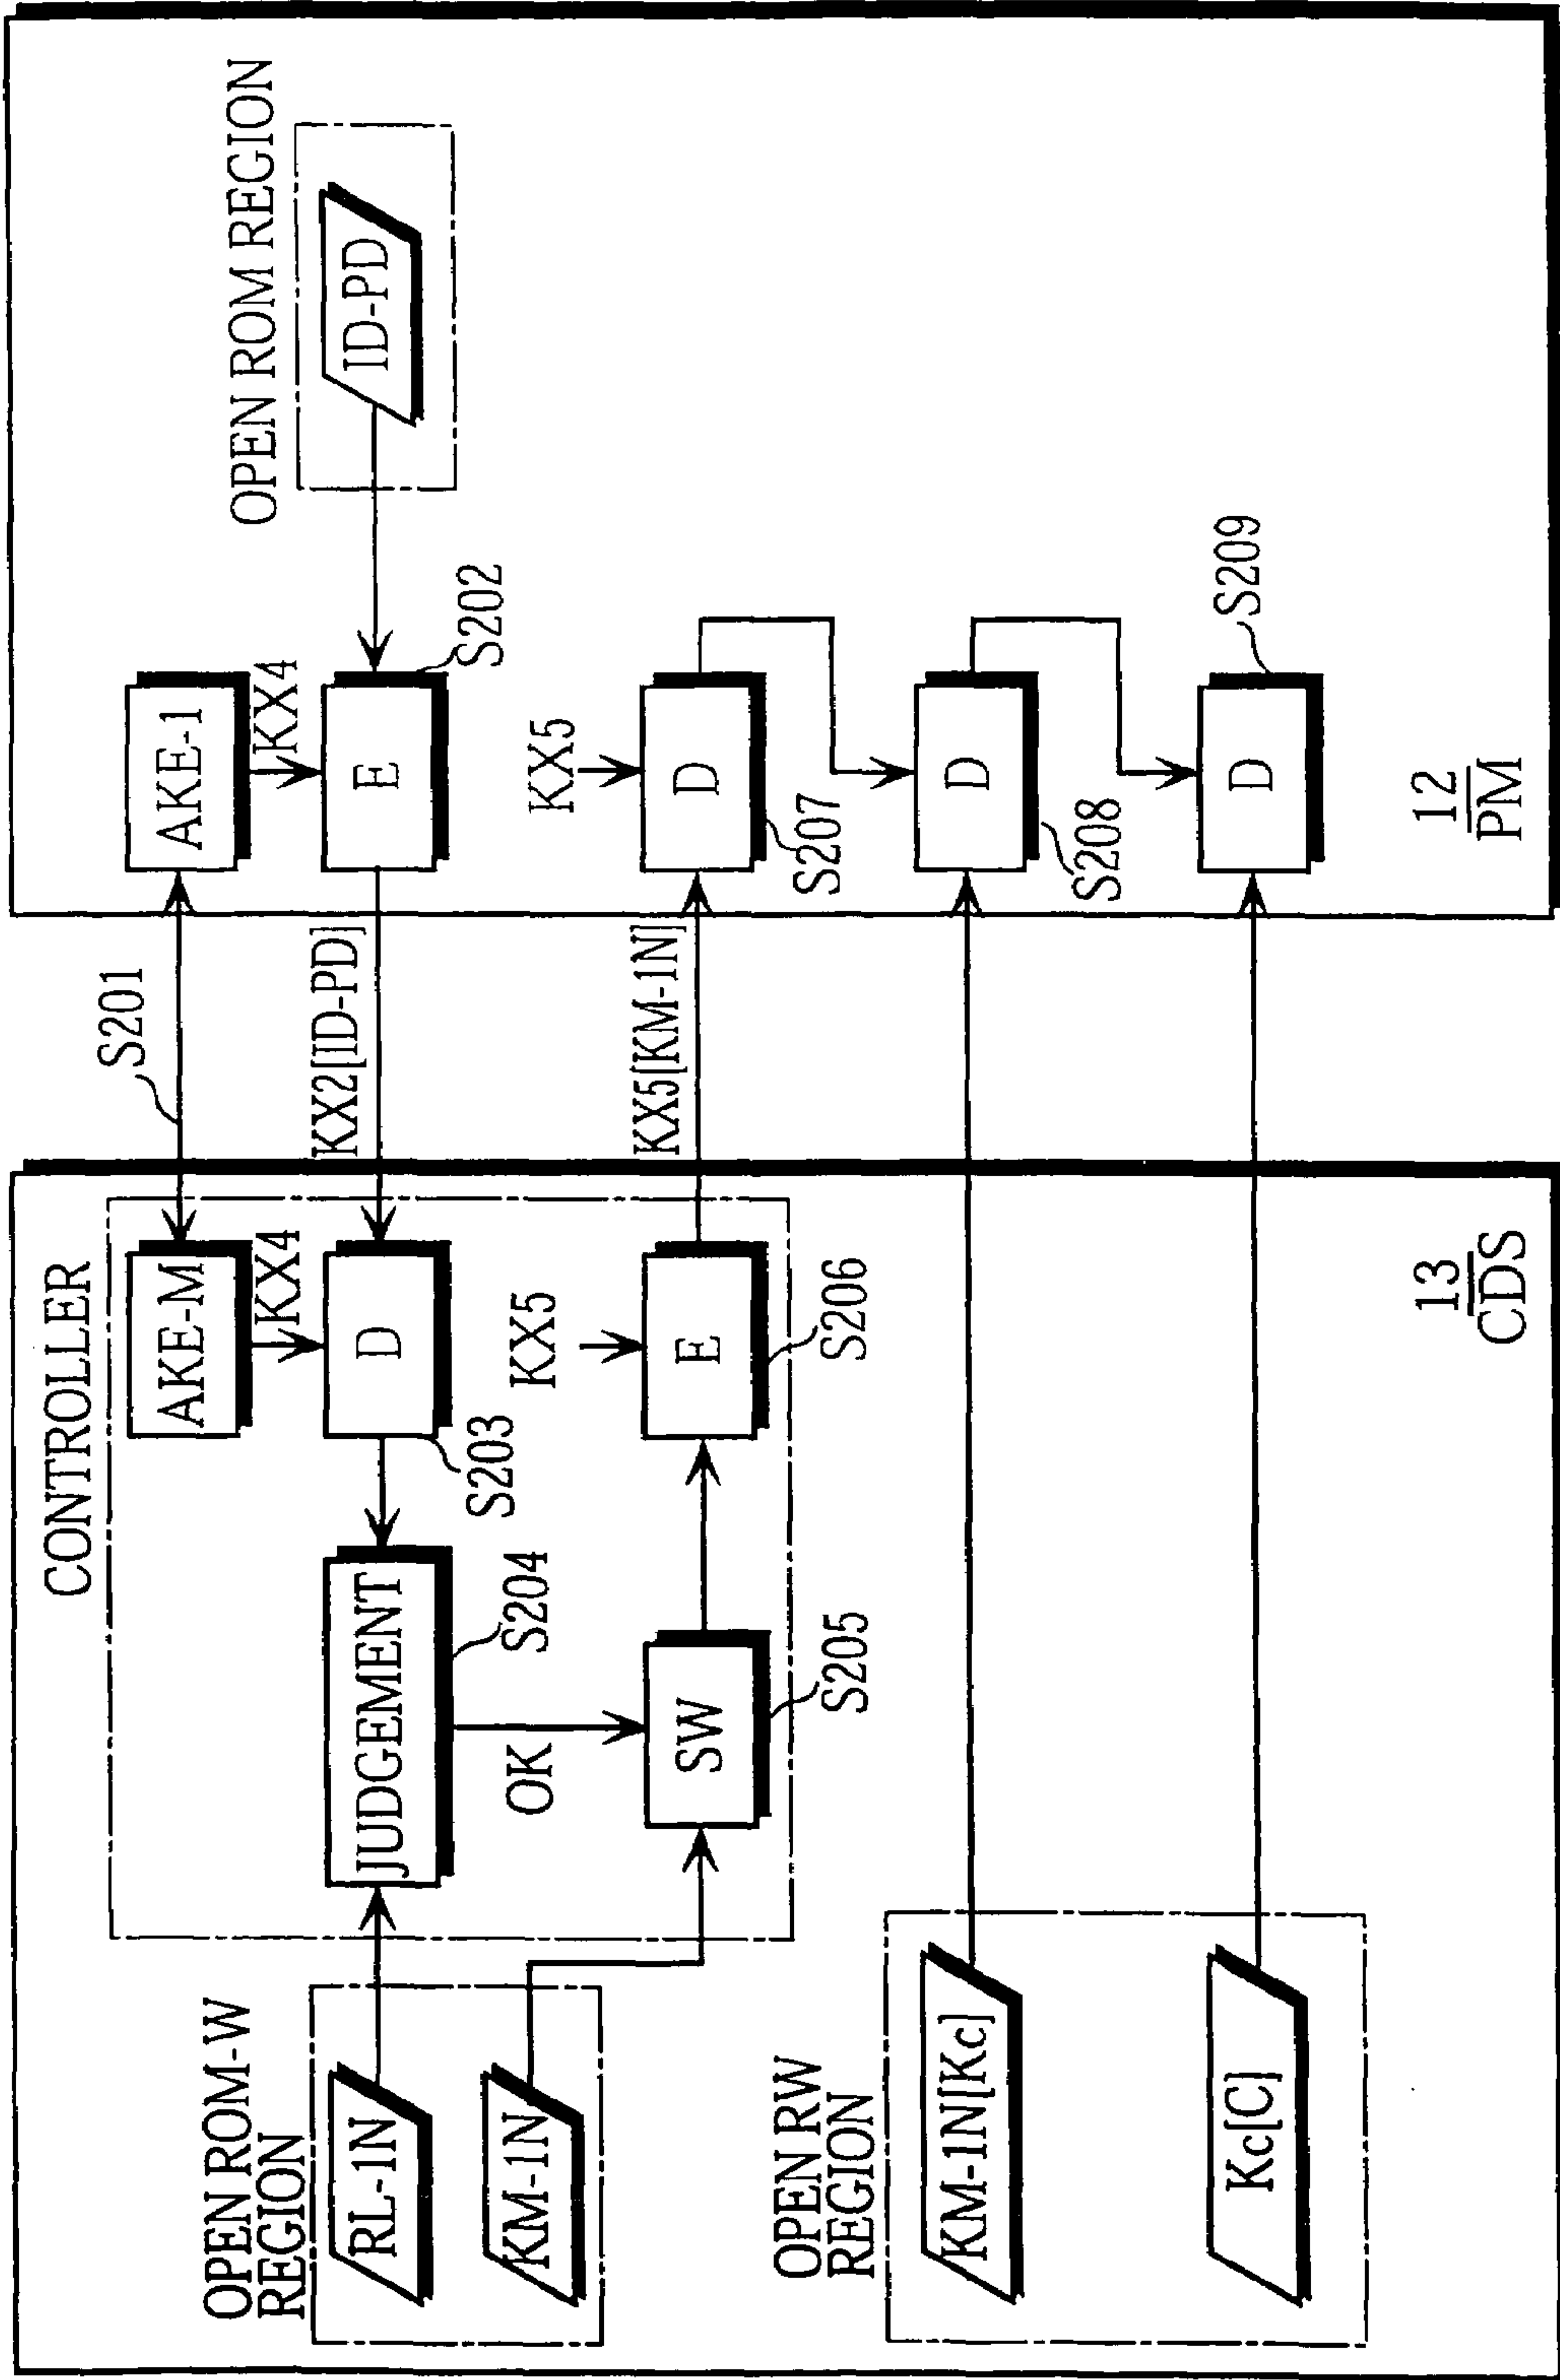 CONTROLLER
OPEN ROM-W
REGION
RL-1N
KM-1N
JUDGEMENT
S204
OK
SW
S205
AKE-M
KX4
D
S203
KX5
E
S206
OPEN RW
REGION
KM-1N[Kc]
Kc[C]
13
CDS
S201
KX2[ID-PD]
KX5[KM-1N]
AKE-1
KX4
E
S202
OPEN ROM REGION
ID-PD
KX5
D
S207
D
S208
D
S209
12
PM